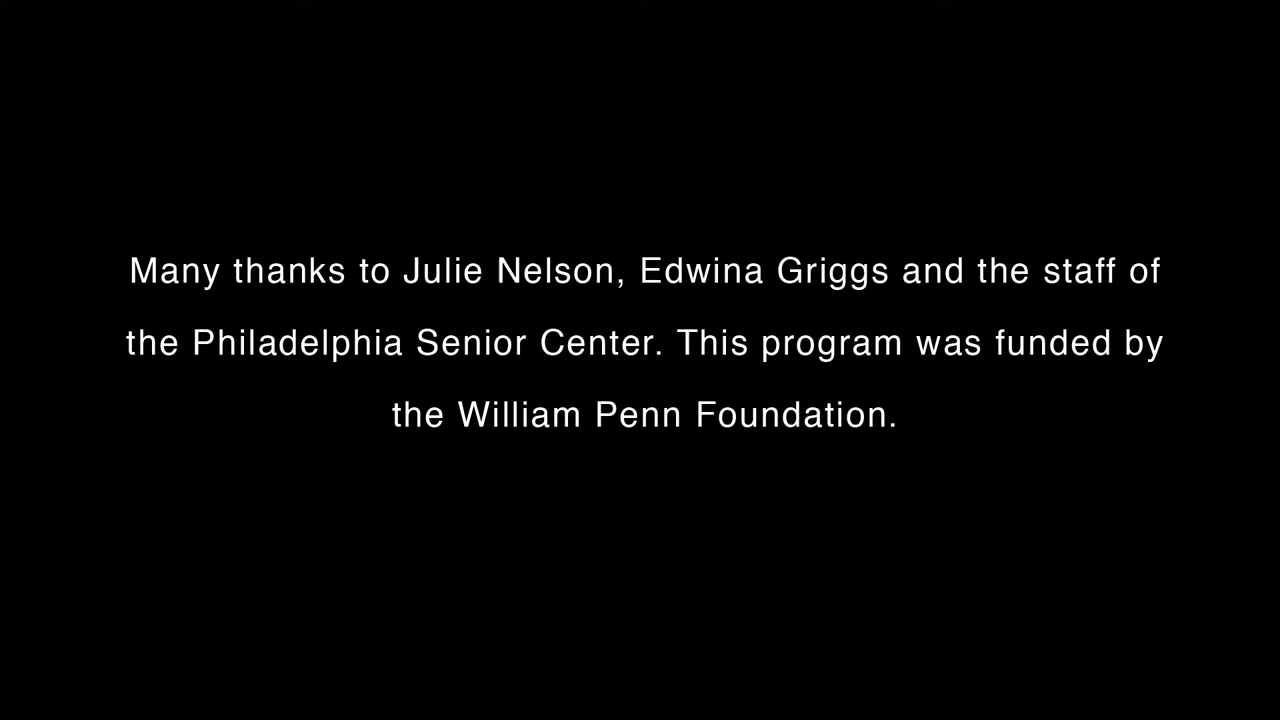 Many thanks to Julie Nelson, Edwina Griggs and the staff of
the Philadelphia Senior Center. This program was funded by
the William Penn Foundation.